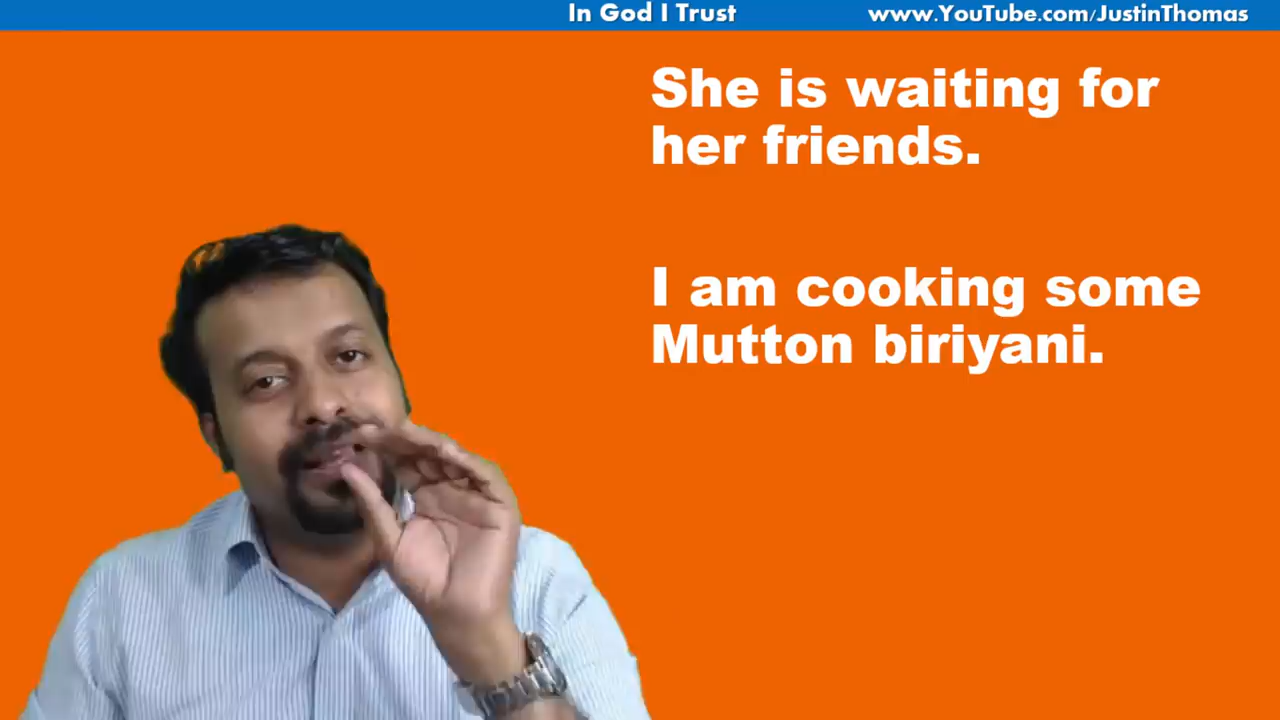 In God I Trust
www.YouTube.com/JustinThomas
She is waiting for
her friends.
I am cooking some
Mutton biriyani.